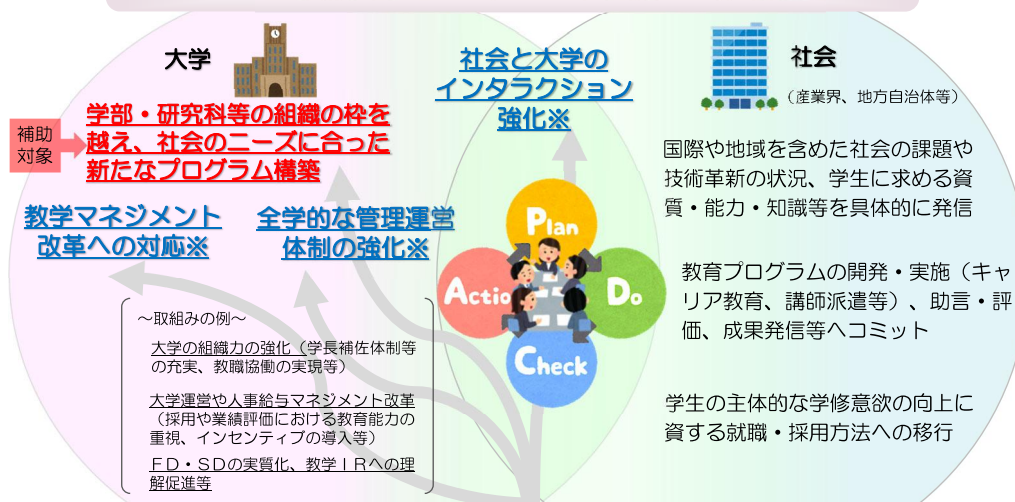 大学
学部・研究科等の組織の枠を
越え、社会のニーズに合った
新たなプログラム構築
補助
対象
教学マネジメント
改革への対応※
全学的な管理運営
体制の強化※
～取組みの例～
大学の組織力の強化（学長補佐体制等
の充実、教職協働の実現等）
大学運営や人事給与マネジメント改革
（採用や業績評価における教育能力の
重視、インセンティブの導入等）
ＦＤ・ＳＤの実質化、教学ＩＲへの理
解促進等
社会と大学の
インタラクション
強化※
Plan
Actio
Do
Check
社会
（産業界、地方自治体等）
国際や地域を含めた社会の課題や
技術革新の状況、学生に求める資
質・能力・知識等を具体的に発信
教育プログラムの開発・実施（キャ
リア教育、講師派遣等）、助言・評
価、成果発信等へコミット
学生の主体的な学修意欲の向上に
資する就職・採用方法への移行